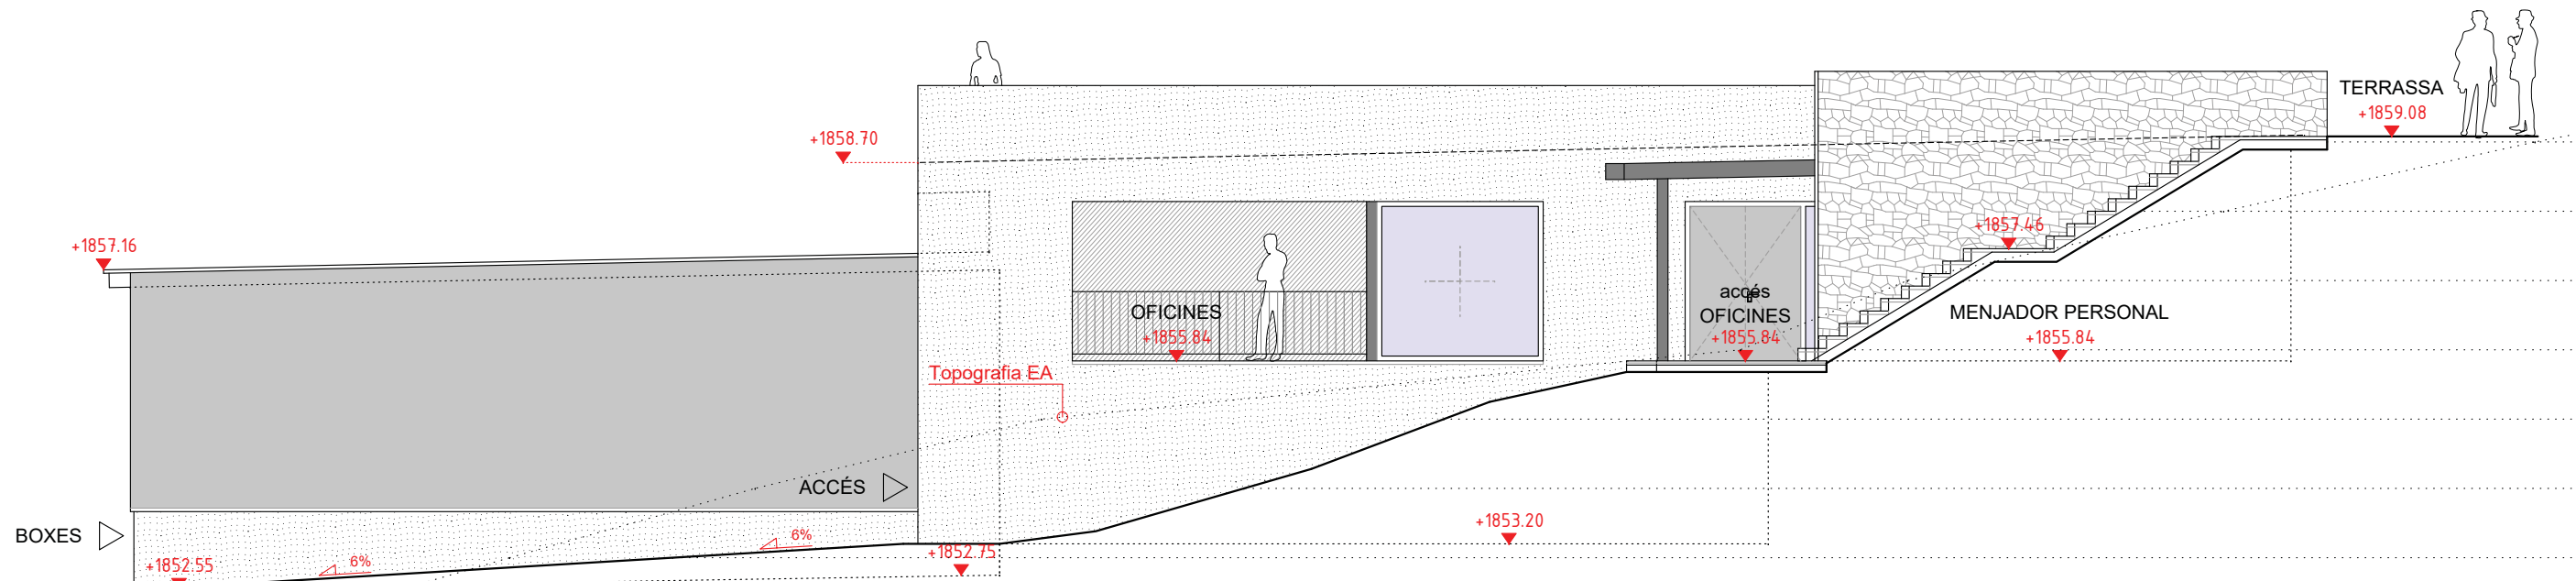 TERRASSA
+1859.08
+1858.70
+1857.16
+1857.46
OFICINES
+1855.84
accés
OFICINES
+1855.84
MENJADOR PERSONAL
+1855.84
Topografia EA
ACCÉS
BOXES
+1853.20
6%
+1852.75
6%
+1852.55